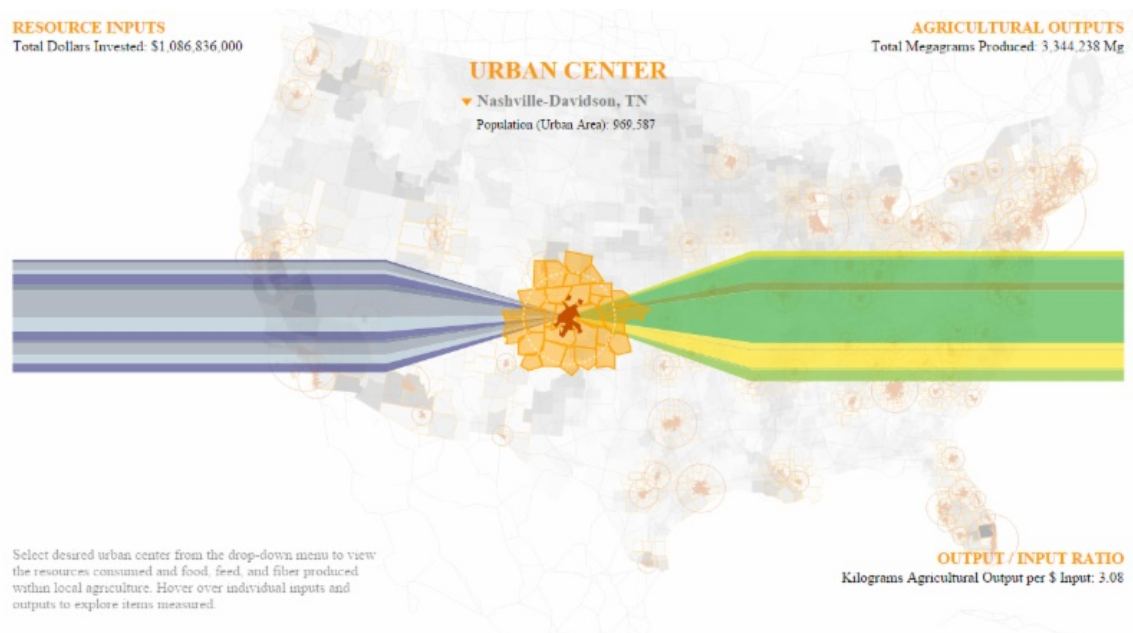 RESOURCE INPUTS
Total Dollars Invested: $1,086,836,000
AGRICULTURAL OUTPUTS
Total Megagrams Produced: 3,344,238 Mg
URBAN CENTER
Nashville-Davidson, TN
Population (Urban Area): 969,587
Select desired urban center from the drop-down menu to view
the resources consumed and food, feed, and fiber produced
within local agriculture. Hover over individual inputs and
outputs to explore items measured.
OUTPUT / INPUT RATIO
Kilograms Agricultural Output per $ Input: 3.08